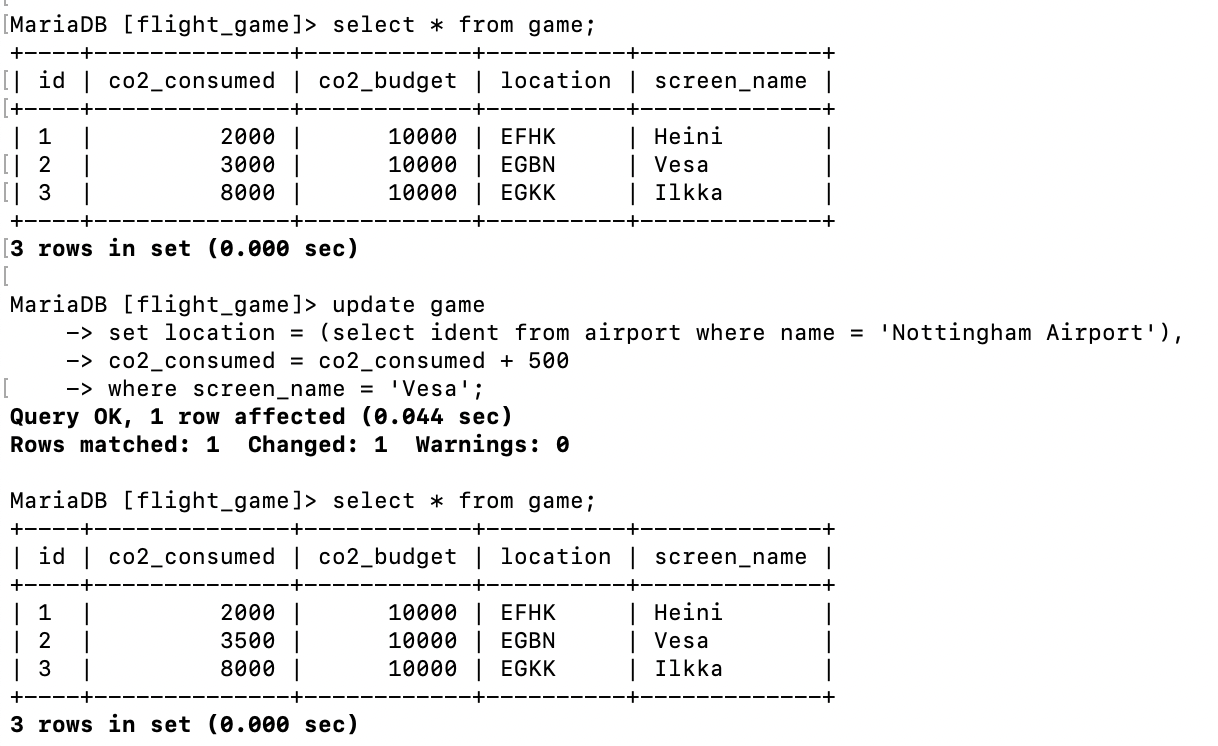 MariaDB [flight_game]> select * from game;
+----+--------------+------------+----------+-------------+
| id | co2_consumed | co2_budget | location | screen_name |
+----+--------------+------------+----------+-------------+
| 1  |         2000 |      10000 | EFHK     | Heini       |
| 2  |         3000 |      10000 | EGBN     | Vesa        |
| 3  |         8000 |      10000 | EGKK     | Ilkka       |
+----+--------------+------------+----------+-------------+
3 rows in set (0.000 sec)
MariaDB [flight_game]> update game
    -> set location = (select ident from airport where name = 'Nottingham Airport'),
    -> co2_consumed = co2_consumed + 500
    -> where screen_name = 'Vesa';
Query OK, 1 row affected (0.044 sec)
Rows matched: 1  Changed: 1  Warnings: 0
MariaDB [flight_game]> select * from game;
+----+--------------+------------+----------+-------------+
| id | co2_consumed | co2_budget | location | screen_name |
+----+--------------+------------+----------+-------------+
| 1  |         2000 |      10000 | EFHK     | Heini       |
| 2  |         3500 |      10000 | EGBN     | Vesa        |
| 3  |         8000 |      10000 | EGKK     | Ilkka       |
+----+--------------+------------+----------+-------------+
3 rows in set (0.000 sec)